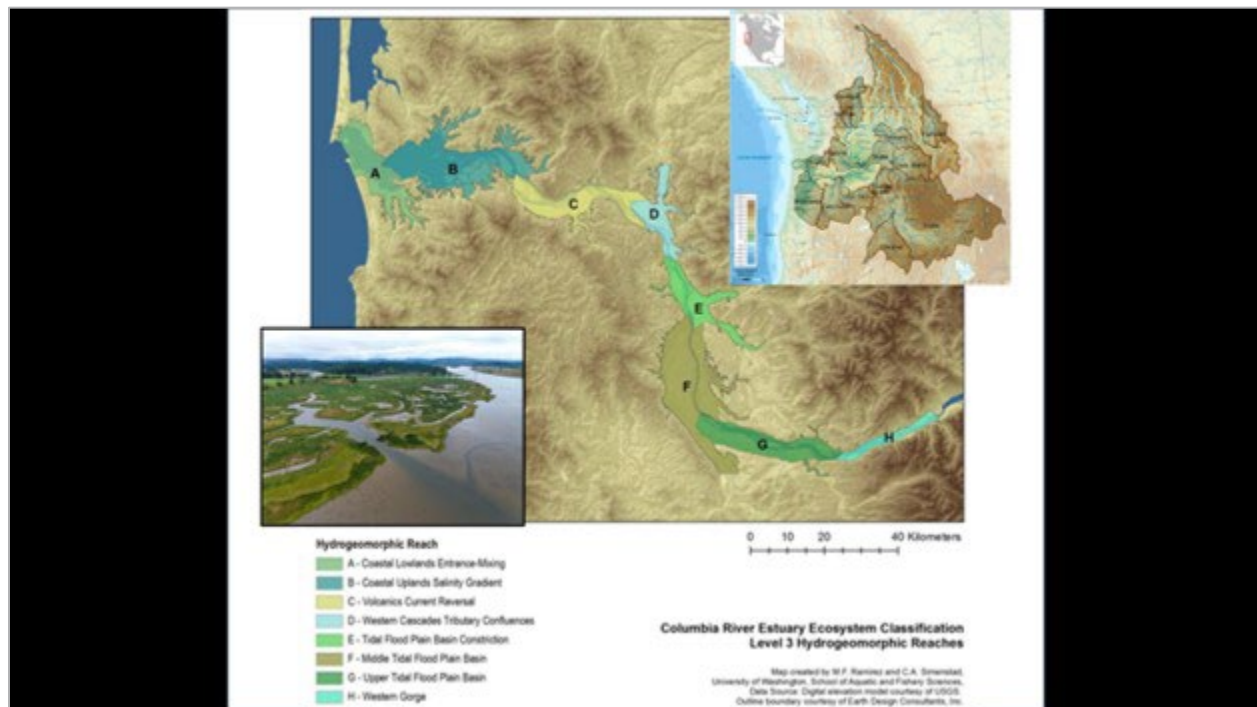 A
B
C
D
E
F
G
H
0 10 20 40 Kilometers
Hydrogeomorphic Reach
A - Coastal Lowlands Entrance-Mixing
B - Coastal Uplands Salinity Gradient
C - Volcanics Current Reversal
D - Western Cascades Tributary Confluences
E - Tidal Flood Plain Basin Constriction
F - Middle Tidal Flood Plain Basin
G - Upper Tidal Flood Plain Basin
H - Western Gorge
Columbia River Estuary Ecosystem Classification
Level 3 Hydrogeomorphic Reaches
Map created by M.F. Ramirez and C.A. Simenstad,
University of Washington, School of Aquatic and Fishery Sciences,
Data Source: Digital elevation model courtesy of USGS.
Outline boundary courtesy of Earth Design Consultants, Inc.